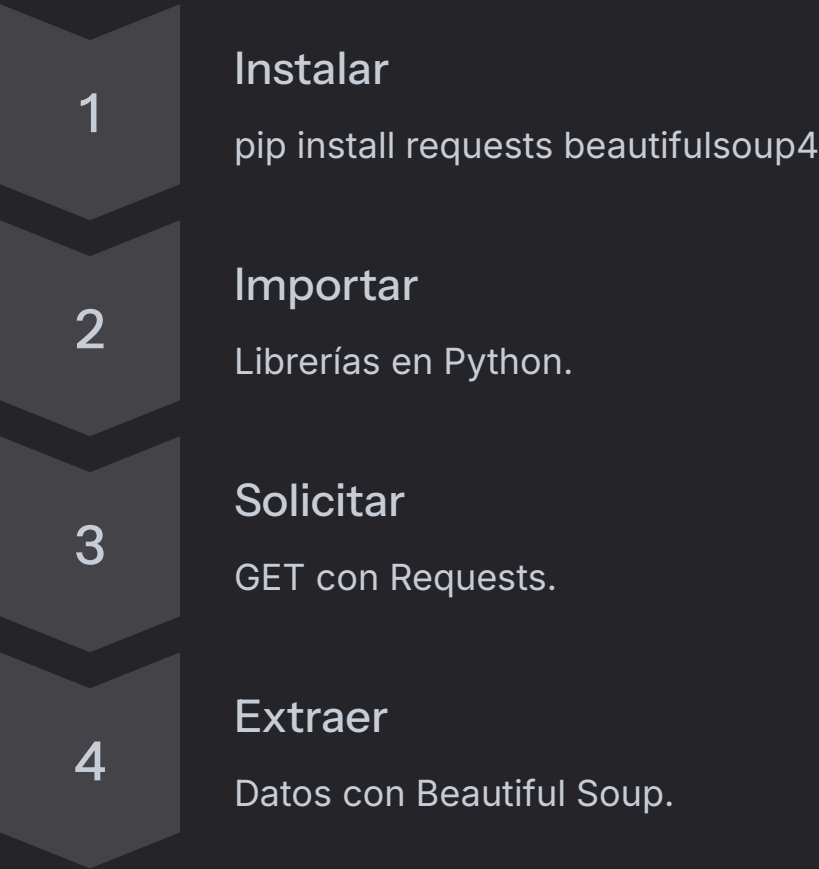 1
Instalar
pip install requests beautifulsoup4
2
Importar
Librerías en Python.
3
Solicitar
GET con Requests.
4
Extraer
Datos con Beautiful Soup.